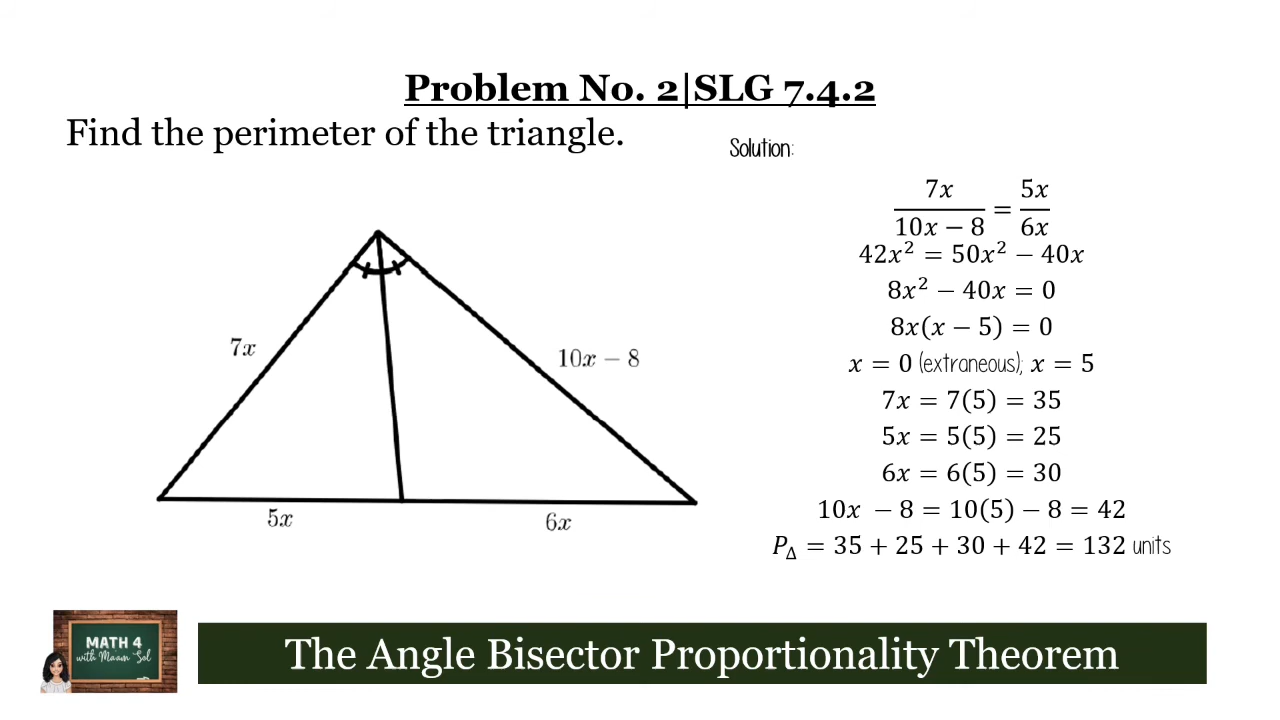 Problem No. 2|SLG 7.4.2
Find the perimeter of the triangle.
7x
10x − 8
5x
6x
Solution:
7x/(10x − 8) = 5x/6x
42x² = 50x² − 40x
8x² − 40x = 0
8x(x − 5) = 0
x = 0 (extraneous); x = 5
7x = 7(5) = 35
5x = 5(5) = 25
6x = 6(5) = 30
10x − 8 = 10(5) − 8 = 42
P△ = 35 + 25 + 30 + 42 = 132 units
MATH 4
with Ma'am Sol
The Angle Bisector Proportionality Theorem